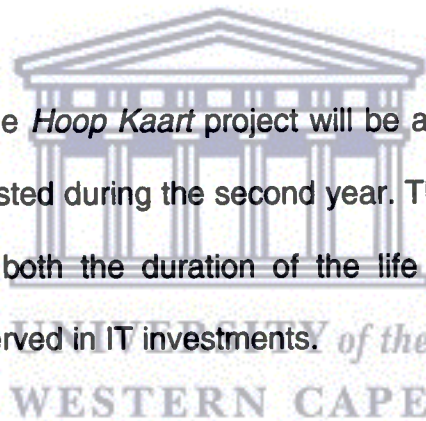 e Hoop Kaart project will be a
sted during the second year. T
both the duration of the life
erved in IT investments.
UNIVERSITY of the
WESTERN CAPE